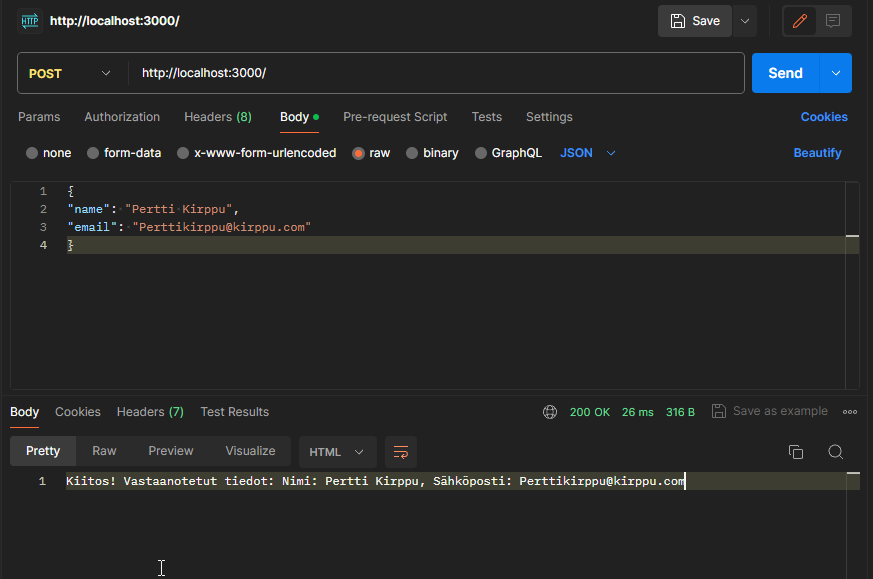 HTTP http://localhost:3000/ Save
POST http://localhost:3000/ Send
Params Authorization Headers (8) Body Pre-request Script Tests Settings Cookies
none form-data x-www-form-urlencoded raw binary GraphQL JSON Beautify
1 {
2 "name": "Pertti Kirppu",
3 "email": "Perttikirppu@kirppu.com"
4 }
Body Cookies Headers (7) Test Results 200 OK 26 ms 316 B Save as example
Pretty Raw Preview Visualize HTML
1 Kiitos! Vastaanotetut tiedot: Nimi: Pertti Kirppu, Sähköposti: Perttikirppu@kirppu.com